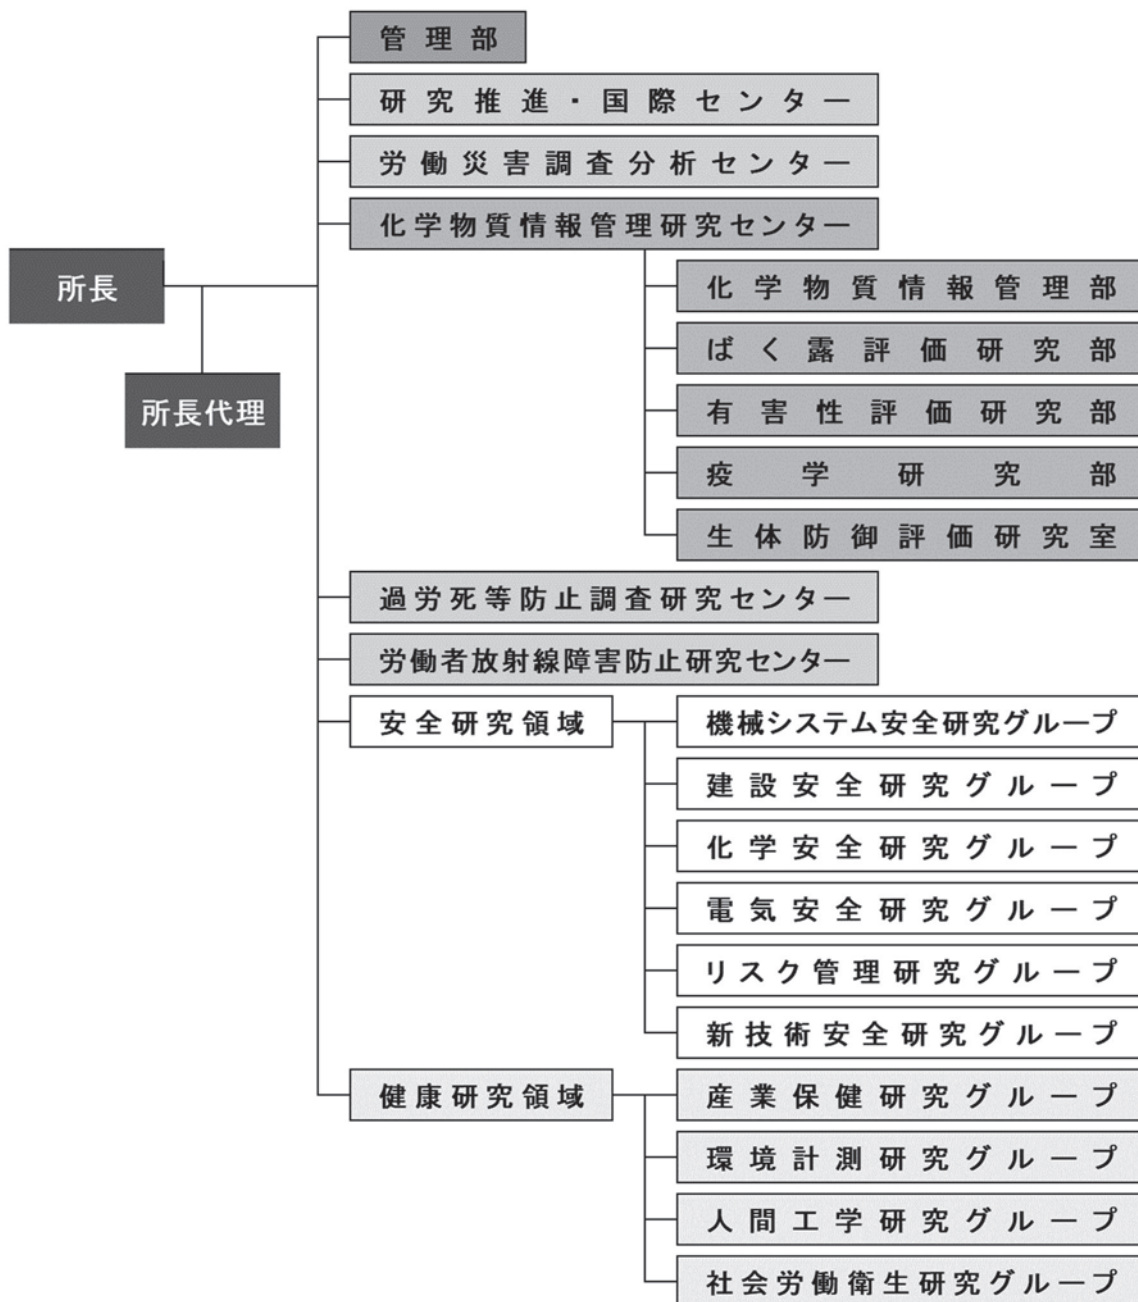 管理部
研究推進・国際センター
労働災害調査分析センター
化学物質情報管理研究センター
所長
化学物質情報管理部
ばく露評価研究部
所長代理
有害性評価研究部
疫学研究部
生体防御評価研究室
過労死等防止調査研究センター
労働者放射線障害防止研究センター
安全研究領域
機械システム安全研究グループ
建設安全研究グループ
化学安全研究グループ
電気安全研究グループ
リスク管理研究グループ
新技術安全研究グループ
健康研究領域
産業保健研究グループ
環境計測研究グループ
人間工学研究グループ
社会労働衛生研究グループ